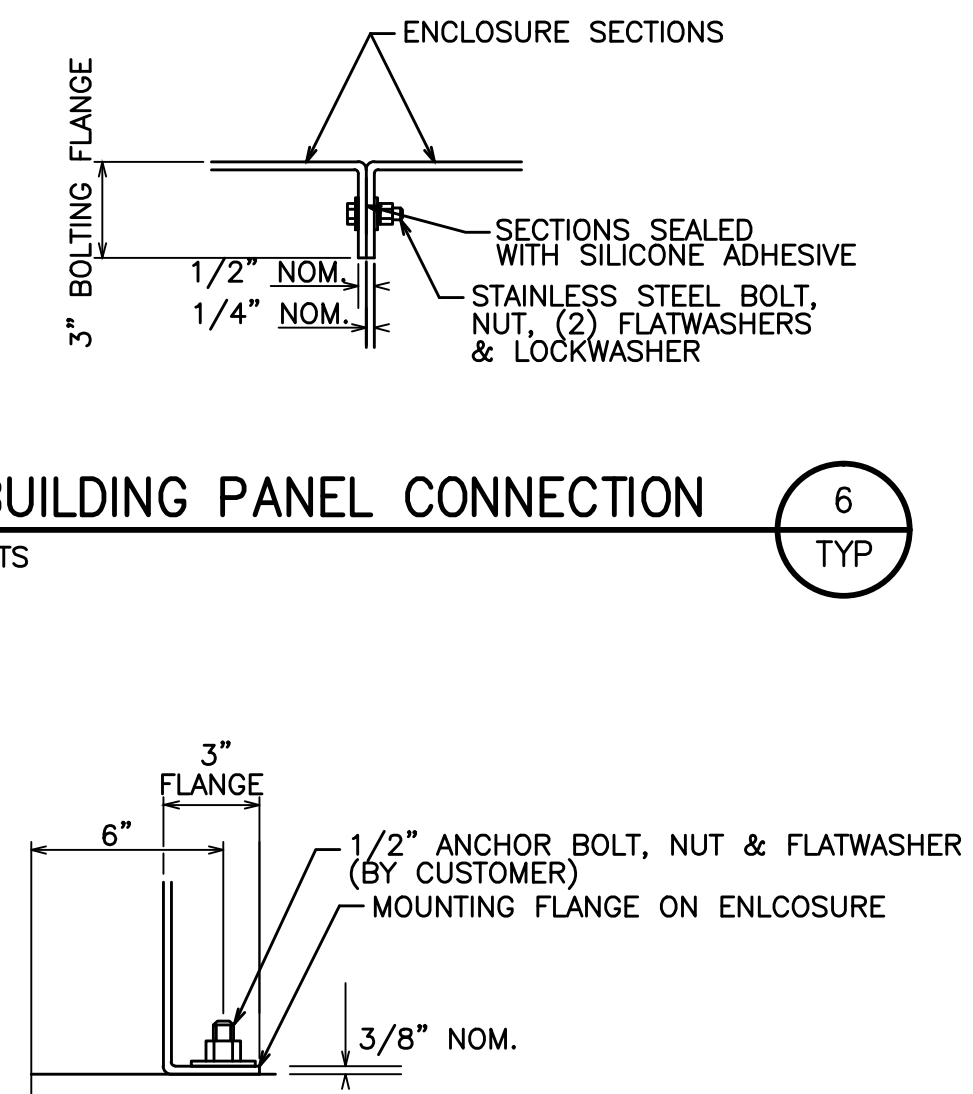 ENCLOSURE SECTIONS
3" BOLTING FLANGE
SECTIONS SEALED
WITH SILICONE ADHESIVE
1/2" NOM.
1/4" NOM.
STAINLESS STEEL BOLT,
NUT, (2) FLATWASHERS
& LOCKWASHER
BUILDING PANEL CONNECTION
6
TYP
TS
3"
FLANGE
6"
1/2" ANCHOR BOLT, NUT & FLATWASHER
(BY CUSTOMER)
MOUNTING FLANGE ON ENLCOSURE
3/8" NOM.